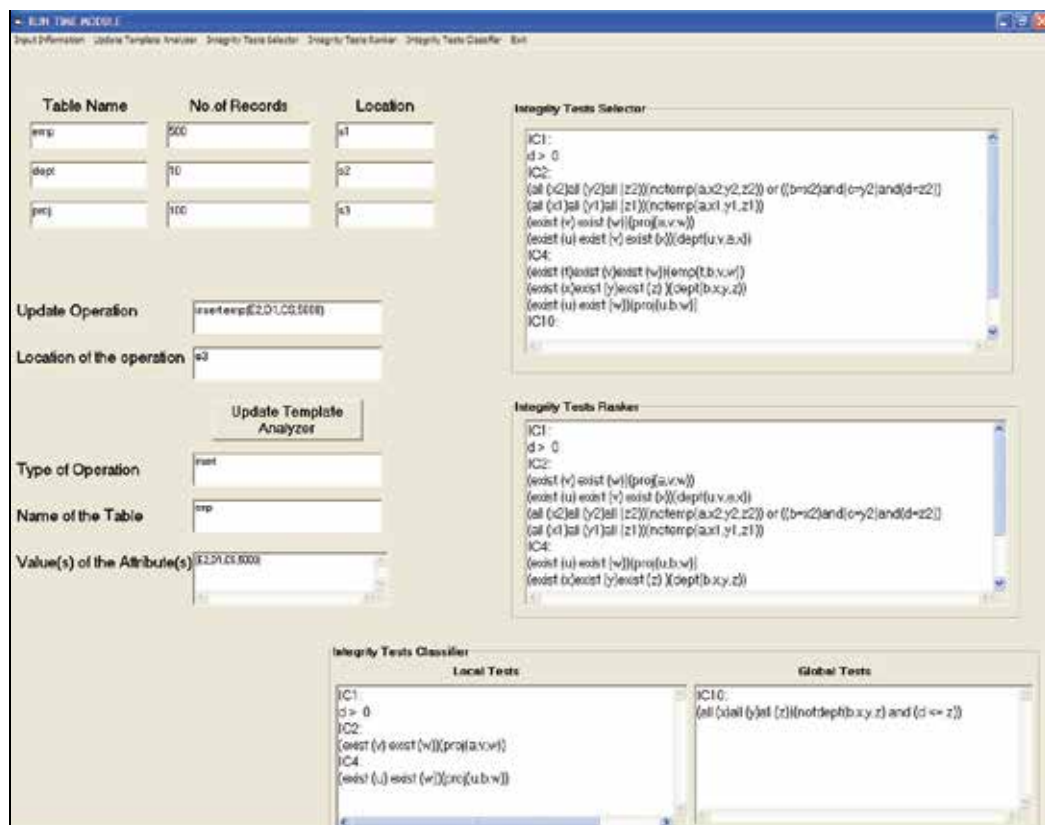 RUN TIME MODULE
Input Information Update Template Analyzer Integrity Tests Selector Integrity Tests Ranker Integrity Tests Classifier Exit
Table Name No.of Records Location
emp 500 s1
dept 10 s2
proj 100 s3
Update Operation insertemp(E2,D1,CS,5000)
Location of the operation s3
Update Template
Analyzer
Type of Operation insert
Name of the Table emp
Value(s) of the Attribute(s) (E2,D1,CS,5000)
Integrity Tests Selector
IC1:
d > 0
IC2:
(all (x2)all (y2)all (z2))(notemp(a,x2,y2,z2)) or ((b=x2)and(c=y2)and(d=z2))
(all (x1)all (y1)all (z1))(notemp(a,x1,y1,z1))
(exist (v) exist (w))(proj(a,v,w))
(exist (u) exist (v) exist (x))(dept(u,v,a,x))
IC4:
(exist (t)exist (v)exist (w))(emp(t,b,v,w))
(exist (x)exist (y)exist (z) )(dept(b,x,y,z))
(exist (u) exist (w))(proj(u,b,w))
IC10:
Integrity Tests Ranker
IC1:
d > 0
IC2:
(exist (v) exist (w))(proj(a,v,w))
(exist (u) exist (v) exist (x))(dept(u,v,a,x))
(all (x2)all (y2)all (z2))(notemp(a,x2,y2,z2)) or ((b=x2)and(c=y2)and(d=z2))
(all (x1)all (y1)all (z1))(notemp(a,x1,y1,z1))
IC4:
(exist (u) exist (w))(proj(u,b,w))
(exist (x)exist (y)exist (z) )(dept(b,x,y,z))
Integrity Tests Classifier
Local Tests
IC1:
d > 0
IC2:
(exist (v) exist (w))(proj(a,v,w))
IC4:
(exist (u) exist (w))(proj(u,b,w))
Global Tests
IC10:
(all (x)all (y)all (z))(notdept(b,x,y,z) and (d <= z))